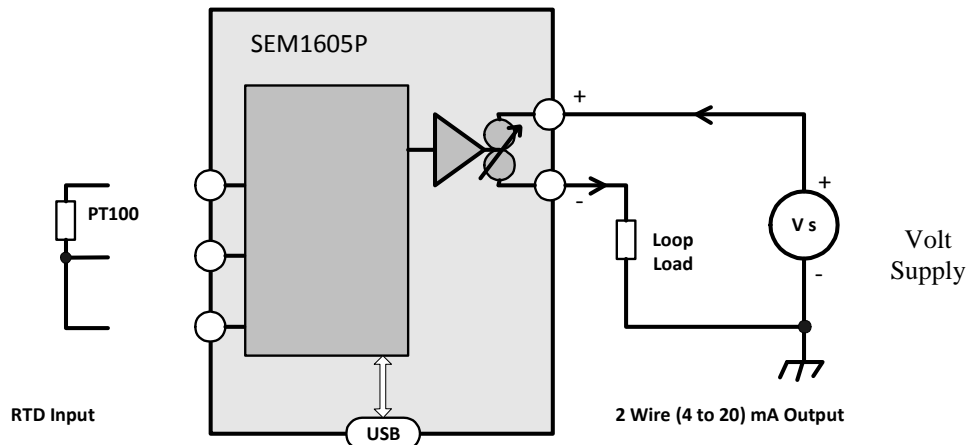 SEM1605P
+
PT100
-
+
V s
Loop
Load
Volt
Supply
-
RTD Input
2 Wire (4 to 20) mA Output
USB